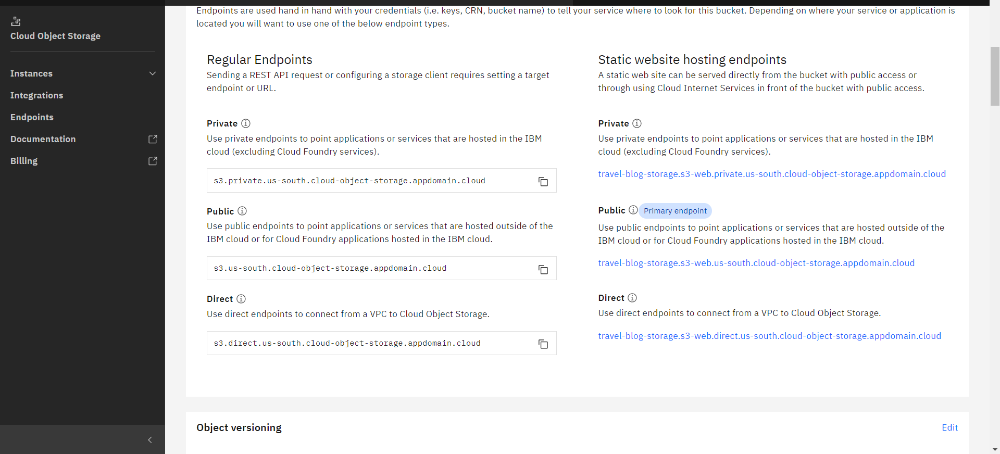 Cloud Object Storage
Instances
Integrations
Endpoints
Documentation
Billing
Endpoints are used hand in hand with your credentials (i.e. keys, CRN, bucket name) to tell your service where to look for this bucket. Depending on where your service or application is
located you will want to use one of the below endpoint types.
Regular Endpoints
Sending a REST API request or configuring a storage client requires setting a target
endpoint or URL.
Private
Use private endpoints to point applications or services that are hosted in the IBM
cloud (excluding Cloud Foundry services).
s3.private.us-south.cloud-object-storage.appdomain.cloud
Public
Use public endpoints to point applications or services that are hosted outside of the
IBM cloud or for Cloud Foundry applications hosted in the IBM cloud.
s3.us-south.cloud-object-storage.appdomain.cloud
Direct
Use direct endpoints to connect from a VPC to Cloud Object Storage.
s3.direct.us-south.cloud-object-storage.appdomain.cloud
Static website hosting endpoints
A static web site can be served directly from the bucket with public access or
through using Cloud Internet Services in front of the bucket with public access.
Private
Use private endpoints to point applications or services that are hosted in the IBM
cloud (excluding Cloud Foundry services).
travel-blog-storage.s3-web.private.us-south.cloud-object-storage.appdomain.cloud
Public Primary endpoint
Use public endpoints to point applications or services that are hosted outside of the
IBM cloud or for Cloud Foundry applications hosted in the IBM cloud.
travel-blog-storage.s3-web.us-south.cloud-object-storage.appdomain.cloud
Direct
Use direct endpoints to connect from a VPC to Cloud Object Storage.
travel-blog-storage.s3-web.direct.us-south.cloud-object-storage.appdomain.cloud
Object versioning
Edit